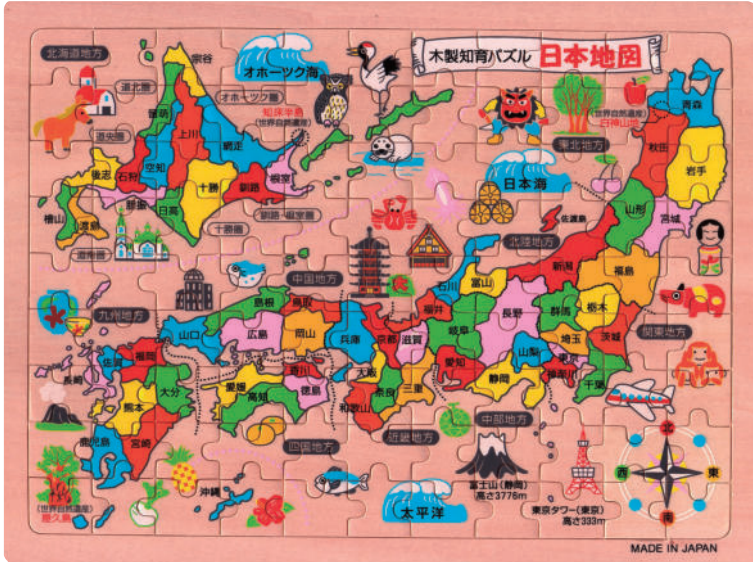 木製知育パズル 日本地図
北海道地方
宗谷
オホーツク海
道北圏
オホーツク圏
知床半島
(世界自然遺産)
留萌
上川
網走
道央圏
後志
石狩
空知
十勝
釧路
根室
胆振
日高
檜山
渡島
釧路・根室圏
十勝圏
道南圏
(世界自然遺産)
白神山地
青森
東北地方
秋田
岩手
日本海
山形
宮城
佐渡島
北陸地方
新潟
福島
中国地方
石川
富山
群馬
栃木
九州地方
島根
鳥取
福井
長野
茨城
関東地方
山口
広島
岡山
兵庫
京都
滋賀
岐阜
埼玉
佐賀
福岡
愛知
山梨
東京
長崎
大分
愛媛
香川
大阪
静岡
神奈川
千葉
熊本
高知
徳島
奈良
三重
和歌山
鹿児島
宮崎
四国地方
近畿地方
中部地方
沖縄
(世界自然遺産)
屋久島
太平洋
富士山(静岡)
高さ3776m
東京タワー(東京)
高さ333m
北
西
東
南
MADE IN JAPAN